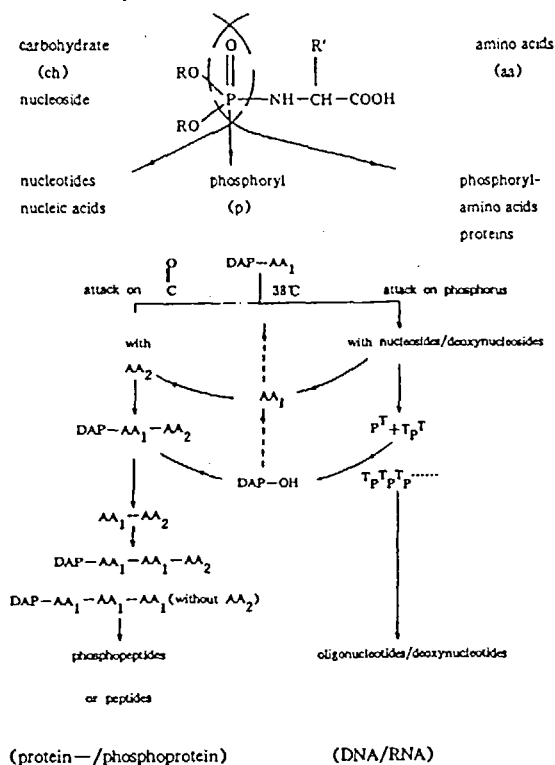 carbohydrate O R' amino acids
(ch) RO (aa)
nucleoside P—NH—CH—COOH
RO
nucleotides phosphoryl phosphoryl-
nucleic acids (p) amino acids
proteins
O DAP—AA1
attack on C 38℃ attack on phosphorus
with with nucleosides/deoxynucleosides
AA2
AA1
DAP—AA1—AA2 pT+TpT
DAP—OH TpTpTp······
AA1—AA2
DAP—AA1—AA1—AA2
DAP—AA1—AA1—AA1(without AA2)
phosphopeptides oligonucleotides/deoxynucleotides
or peptides
(protein—/phosphoprotein) (DNA/RNA)